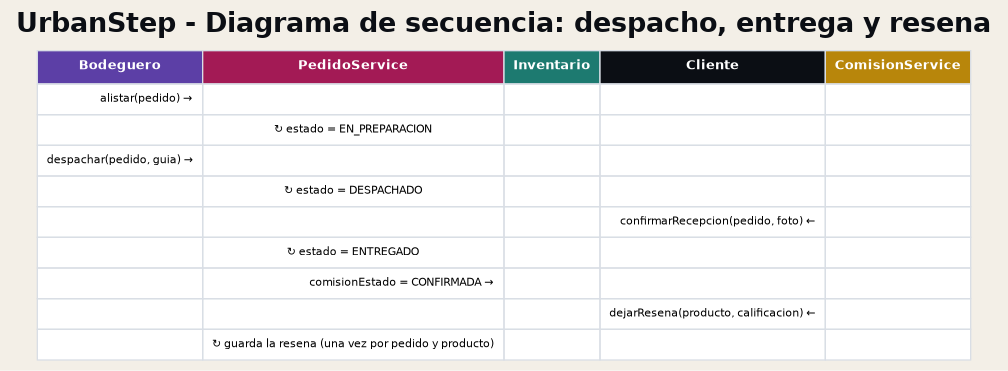 UrbanStep - Diagrama de secuencia: despacho, entrega y resena
Bodeguero PedidoService Inventario Cliente ComisionService
alistar(pedido) →
↻ estado = EN_PREPARACION
despachar(pedido, guia) →
↻ estado = DESPACHADO
confirmarRecepcion(pedido, foto) ←
↻ estado = ENTREGADO
comisionEstado = CONFIRMADA →
dejarResena(producto, calificacion) ←
↻ guarda la resena (una vez por pedido y producto)